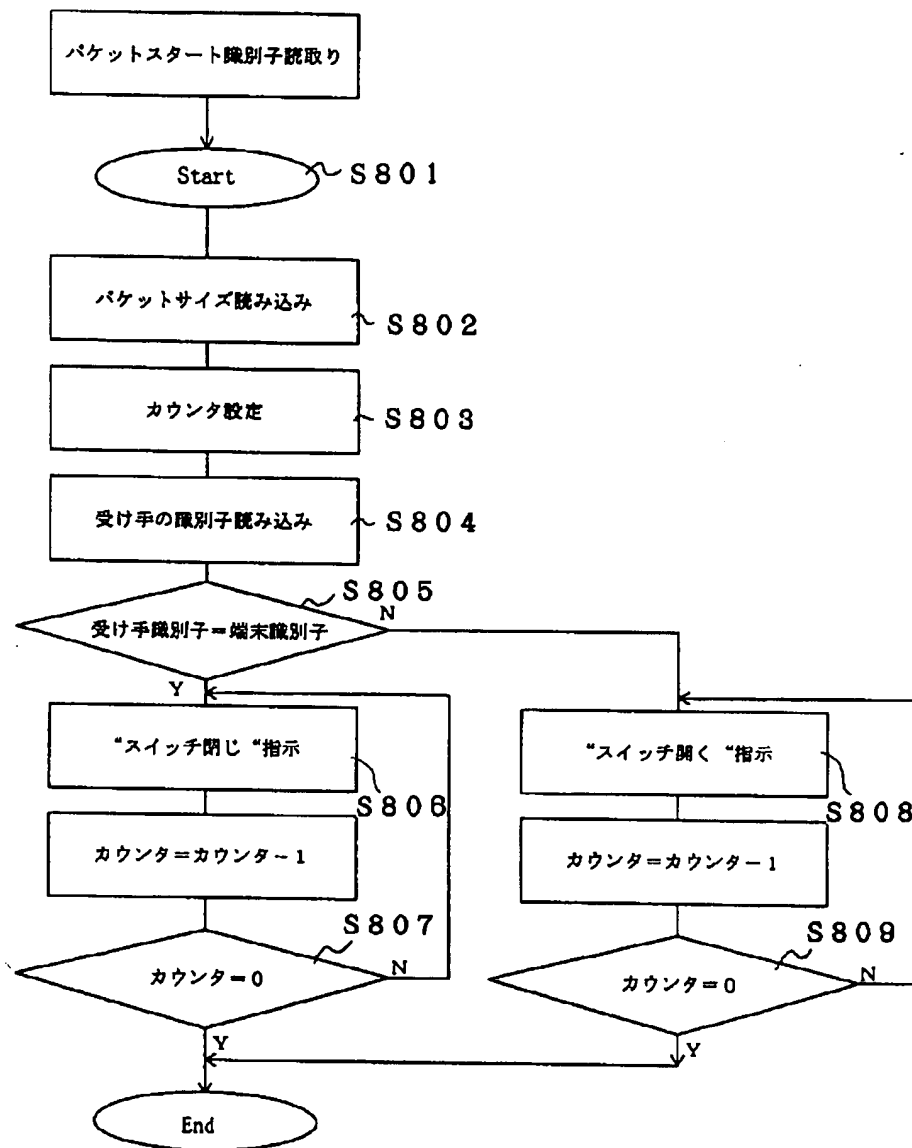 パケットスタート識別子読取り
Start
S801
パケットサイズ読み込み
S802
カウンタ設定
S803
受け手の識別子読み込み
S804
S805
受け手識別子＝端末識別子
N
Y
“スイッチ閉じ“指示
S806
カウンタ＝カウンター1
S807
カウンタ＝0
N
Y
“スイッチ開く“指示
S808
カウンタ＝カウンター1
S809
カウンタ＝0
N
Y
End